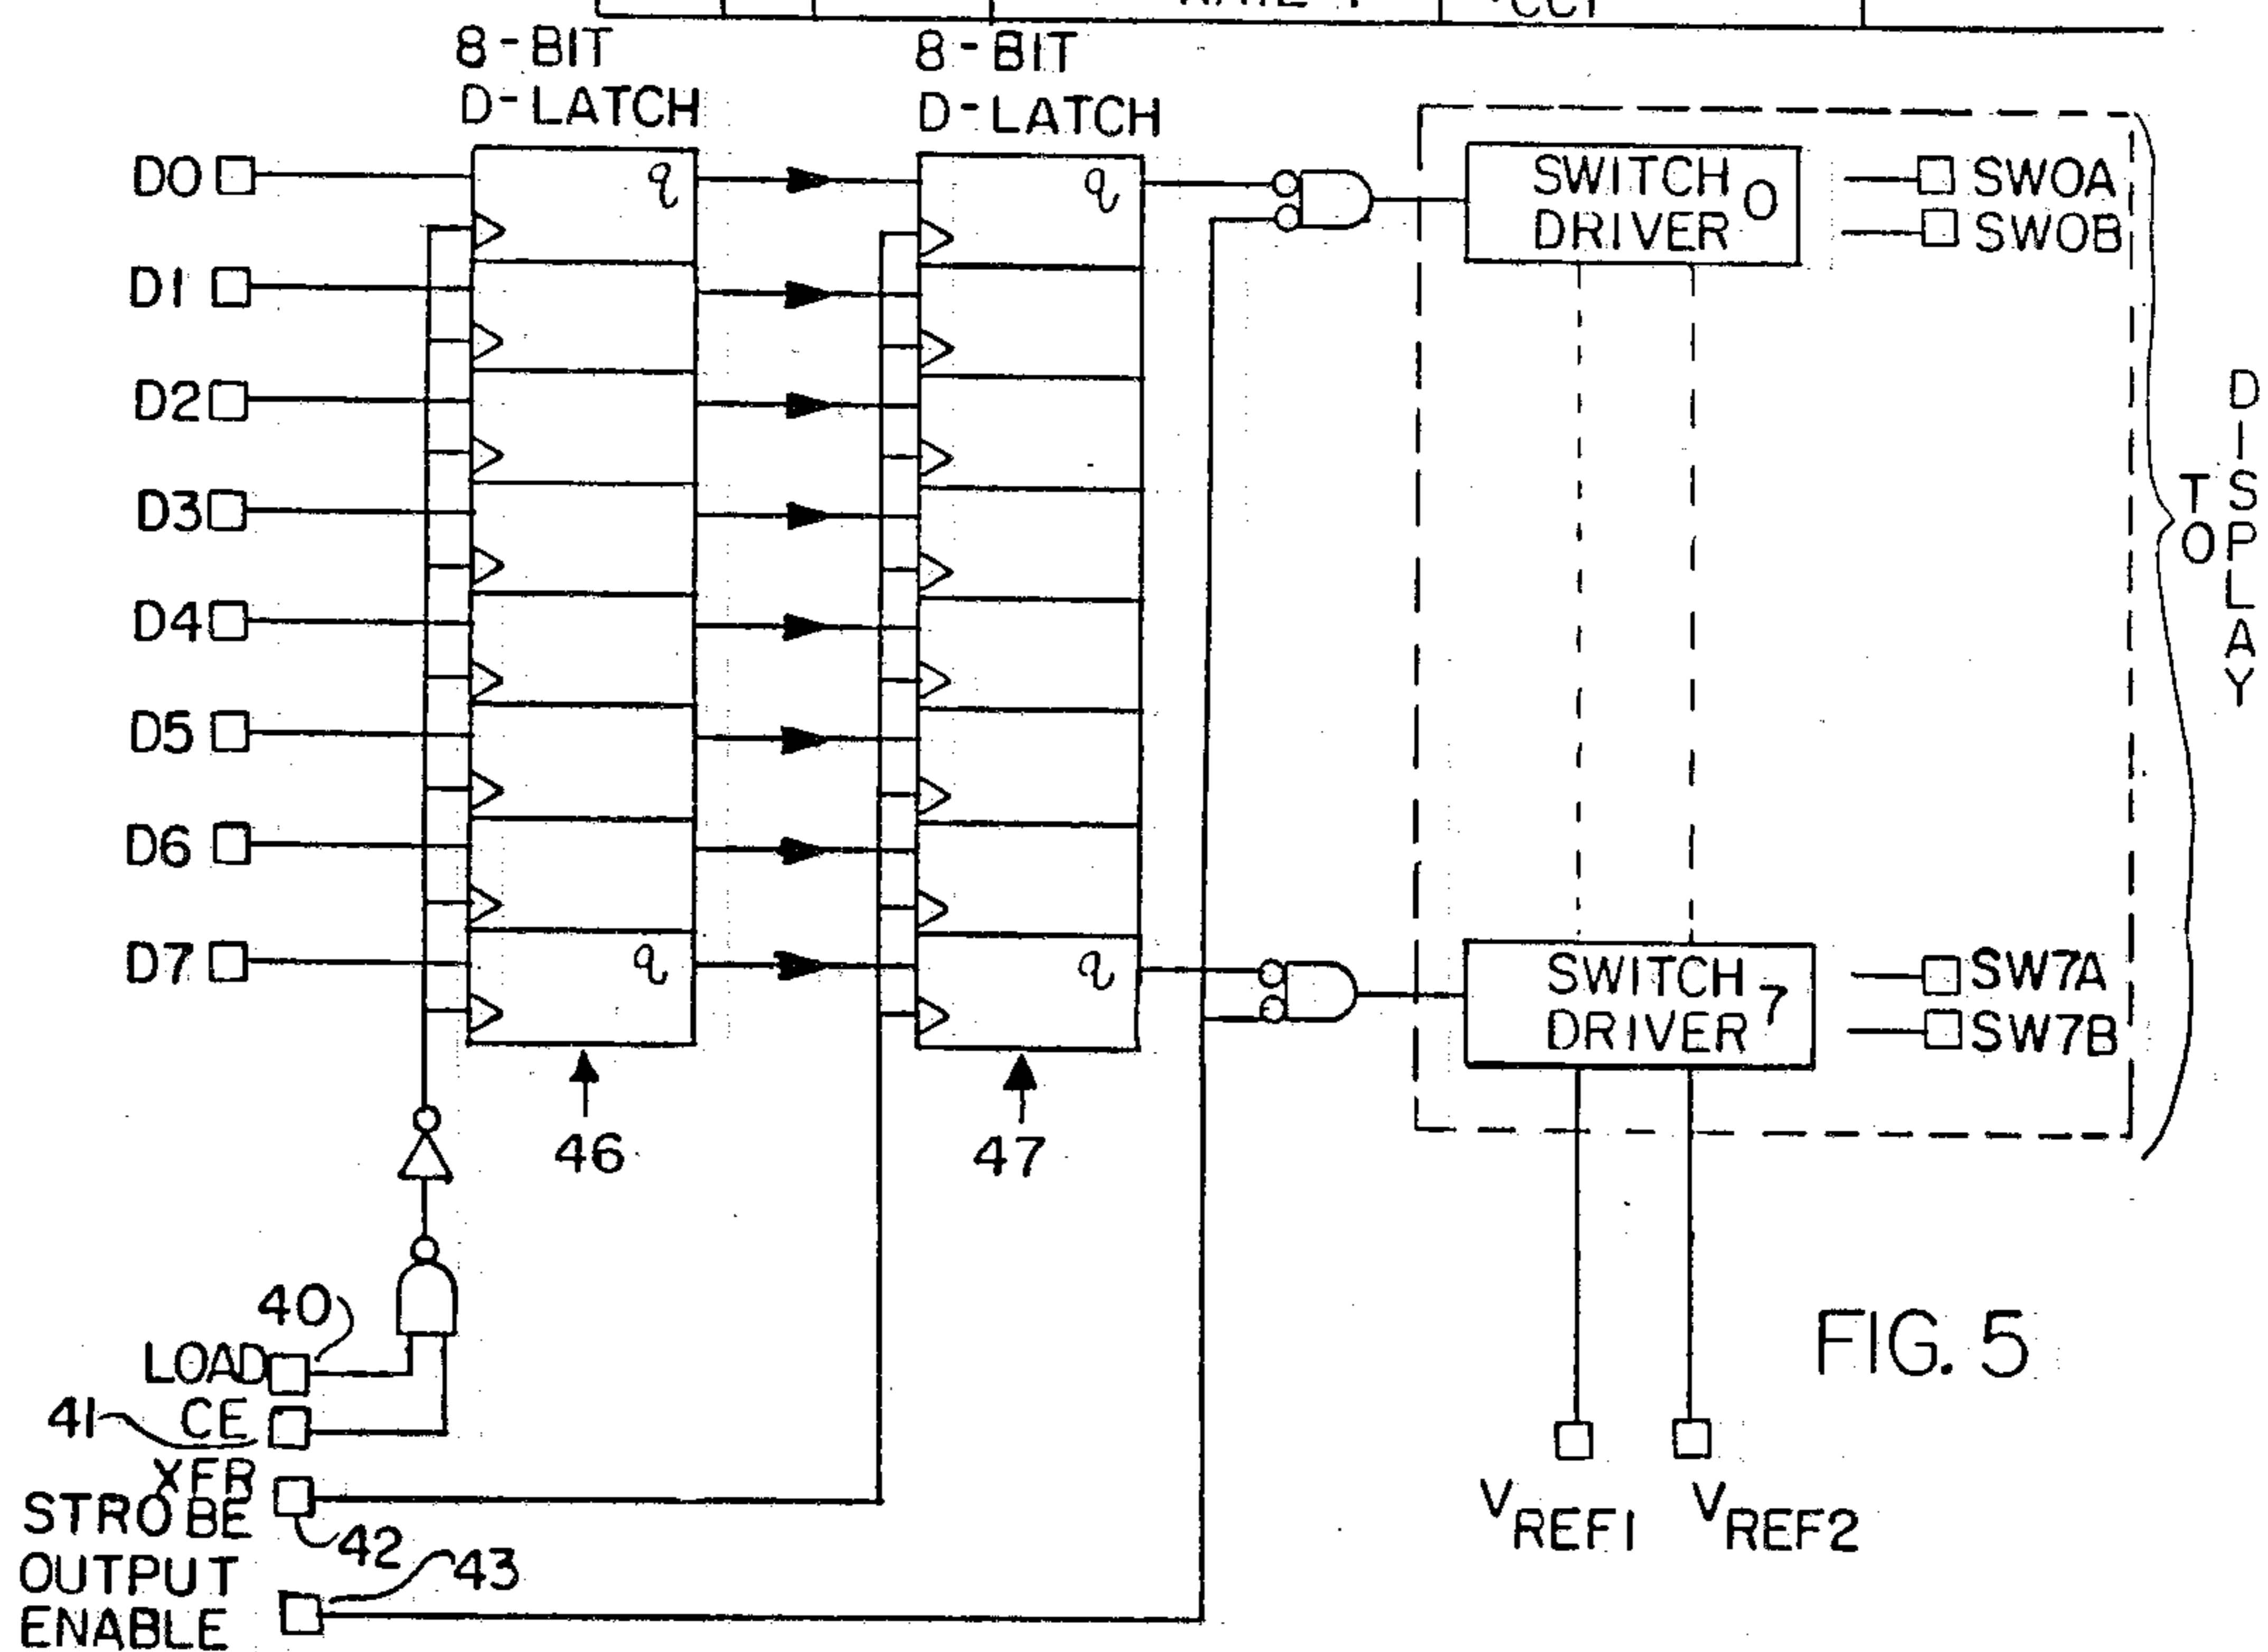 8-BIT
D-LATCH
8-BIT
D-LATCH
D0
D1
D2
D3
D4
D5
D6
D7
q
q
q
q
SWITCH
DRIVER 0
SW0A
SW0B
SWITCH
DRIVER 7
SW7A
SW7B
TO
DISPLAY
46
47
40
LOAD
41
CE
XFR
STROBE
42
OUTPUT
ENABLE
43
VREF1
VREF2
FIG. 5